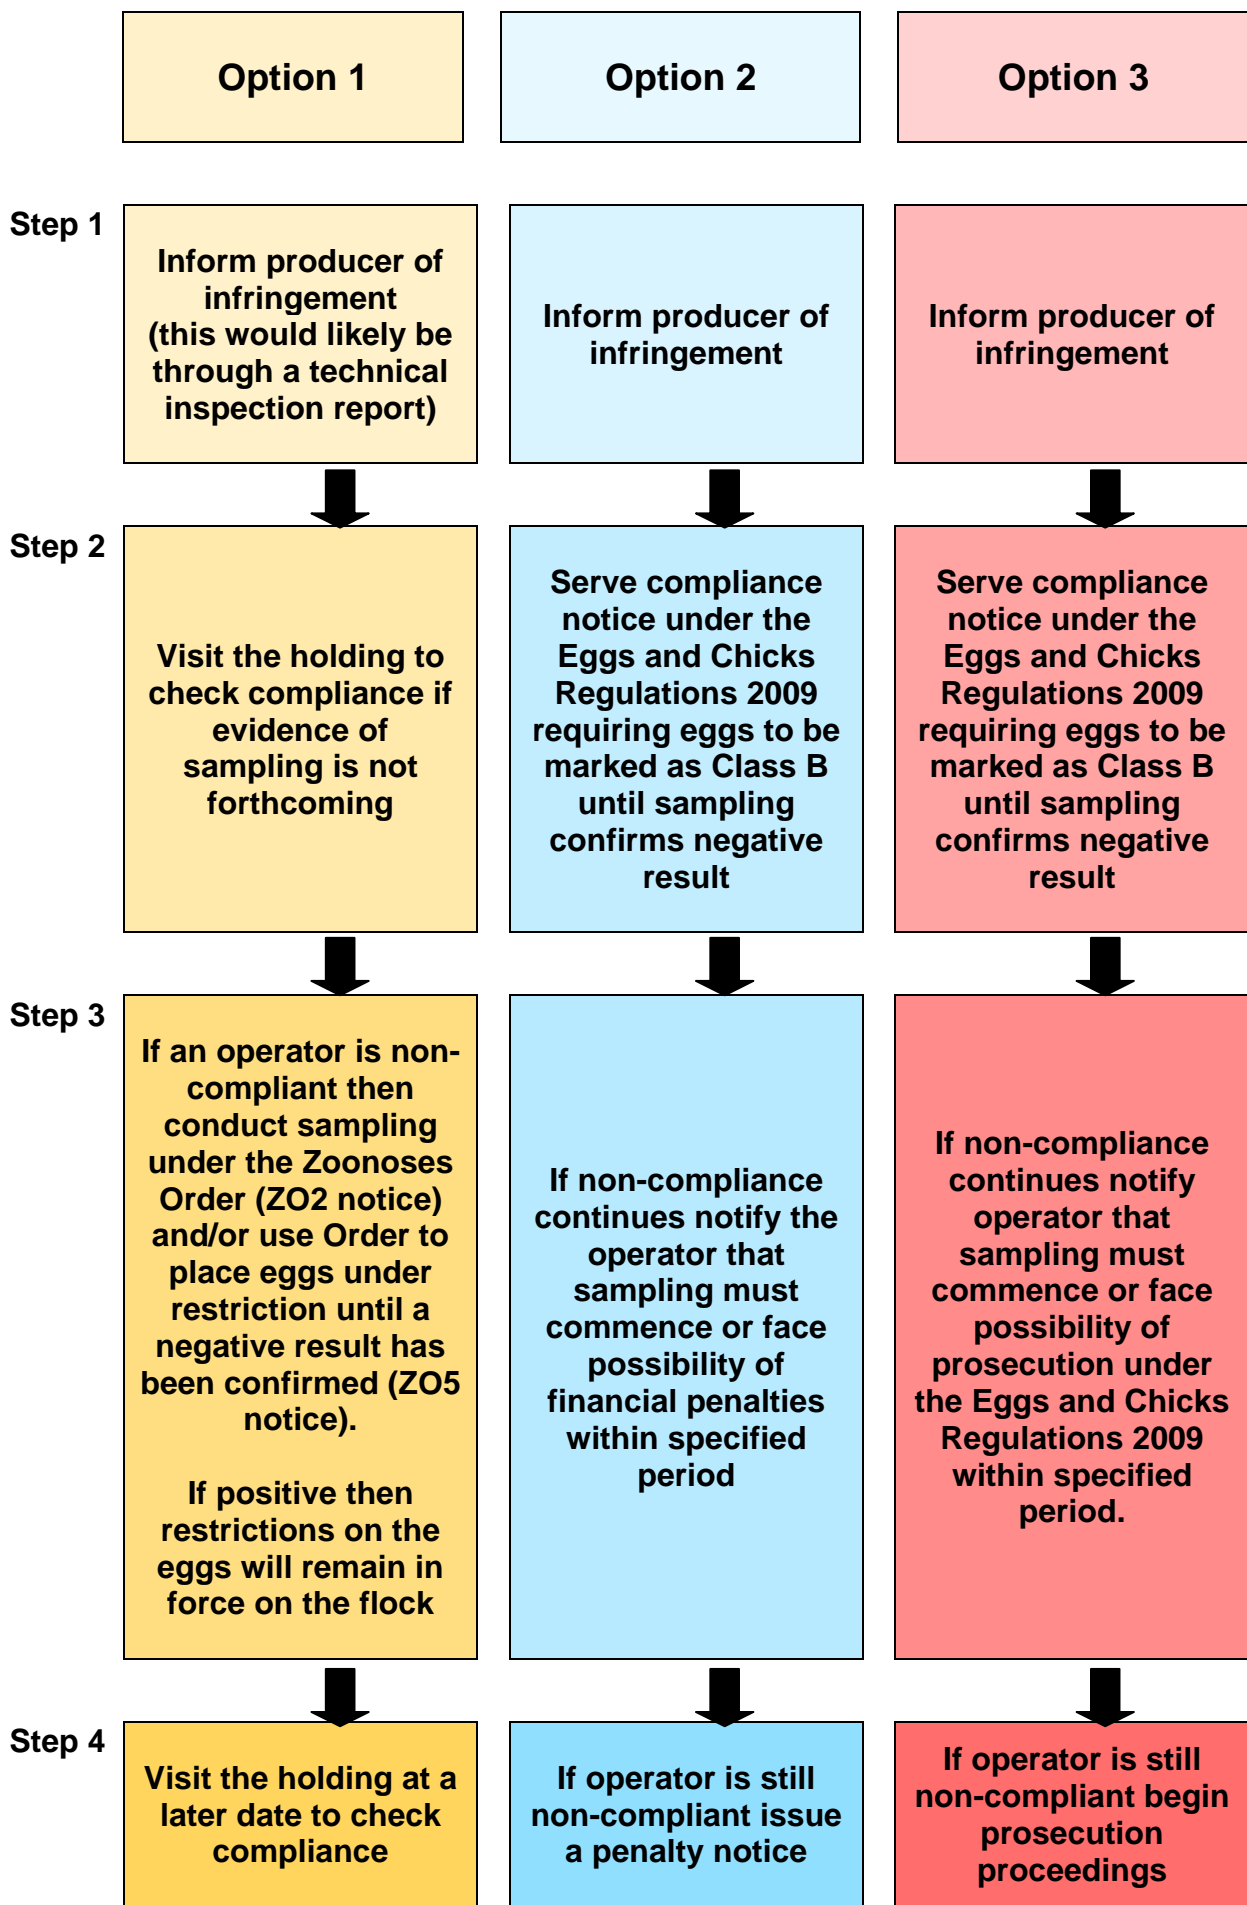 Option 1
Option 2
Option 3
Step 1
Inform producer of
infringement
(this would likely be
through a technical
inspection report)
Inform producer of
infringement
Inform producer of
infringement
Step 2
Visit the holding to
check compliance if
evidence of
sampling is not
forthcoming
Serve compliance
notice under the
Eggs and Chicks
Regulations 2009
requiring eggs to be
marked as Class B
until sampling
confirms negative
result
Serve compliance
notice under the
Eggs and Chicks
Regulations 2009
requiring eggs to be
marked as Class B
until sampling
confirms negative
result
Step 3
If an operator is non-
compliant then
conduct sampling
under the Zoonoses
Order (ZO2 notice)
and/or use Order to
place eggs under
restriction until a
negative result has
been confirmed (ZO5
notice).
If positive then
restrictions on the
eggs will remain in
force on the flock
If non-compliance
continues notify the
operator that
sampling must
commence or face
possibility of
financial penalties
within specified
period
If non-compliance
continues notify
operator that
sampling must
commence or face
possibility of
prosecution under
the Eggs and Chicks
Regulations 2009
within specified
period.
Step 4
Visit the holding at a
later date to check
compliance
If operator is still
non-compliant issue
a penalty notice
If operator is still
non-compliant begin
prosecution
proceedings